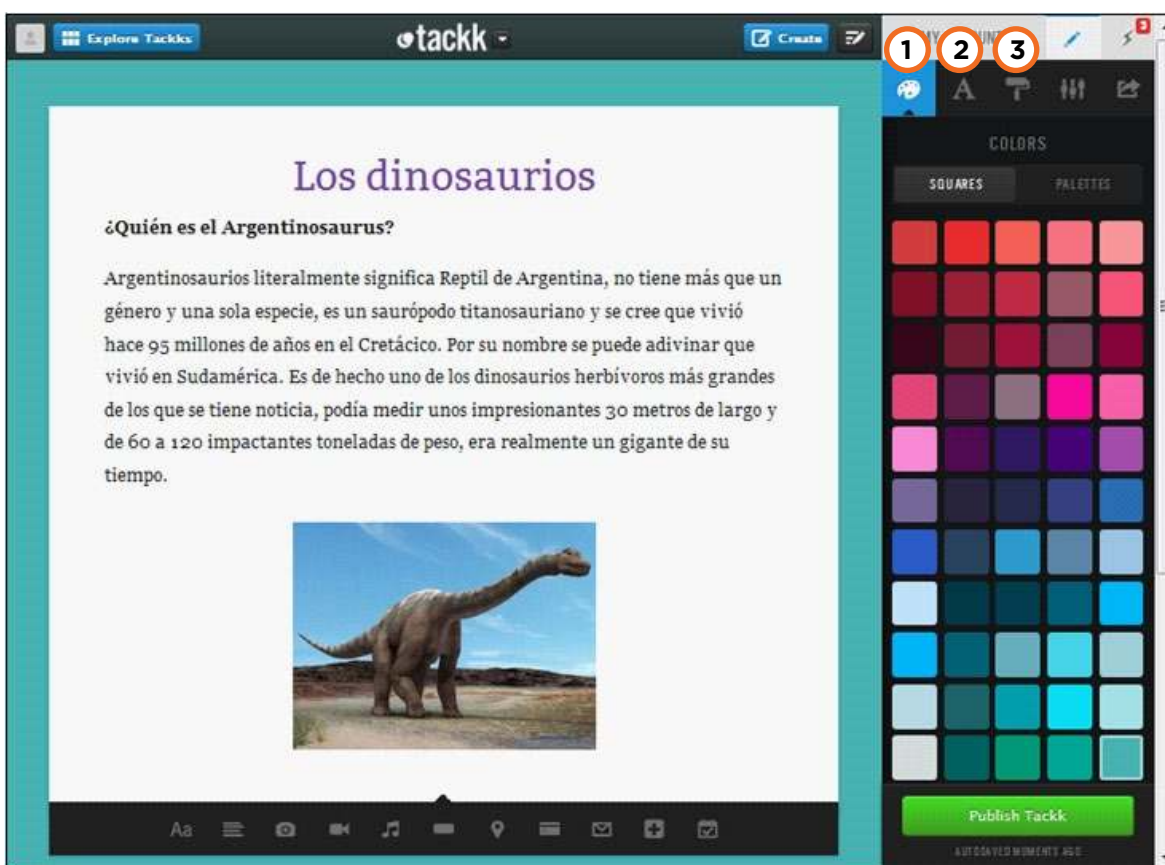 Explore Tackks
tackk
Create
3
1
2
3
A
COLORS
SQUARES
PALETTES
Los dinosaurios
¿Quién es el Argentinosaurus?
Argentinosaurios literalmente significa Reptil de Argentina, no tiene más que un
género y una sola especie, es un saurópodo titanosauriano y se cree que vivió
hace 95 millones de años en el Cretácico. Por su nombre se puede adivinar que
vivió en Sudamérica. Es de hecho uno de los dinosaurios herbívoros más grandes
de los que se tiene noticia, podía medir unos impresionantes 30 metros de largo y
de 60 a 120 impactantes toneladas de peso, era realmente un gigante de su
tiempo.
Aa
Publish Tackk
AUTOSAVED MOMENTS AGO